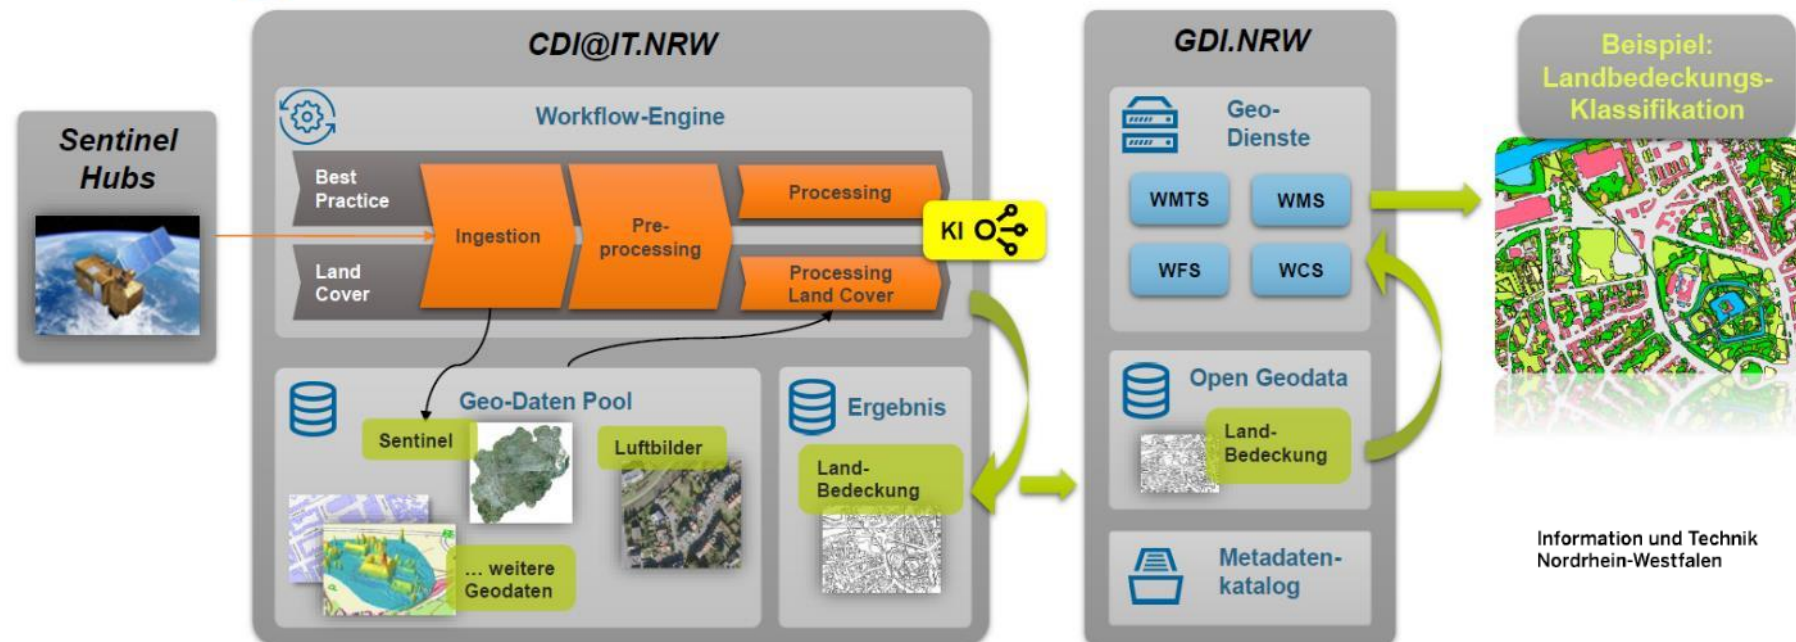 Sentinel
Hubs
CDI@IT.NRW
Workflow-Engine
Best
Practice
Land
Cover
Ingestion
Pre-
processing
Processing
Processing
Land Cover
KI
Geo-Daten Pool
Sentinel
Luftbilder
... weitere
Geodaten
Ergebnis
Land-
Bedeckung
GDI.NRW
Geo-
Dienste
WMTS
WMS
WFS
WCS
Open Geodata
Land-
Bedeckung
Metadaten-
katalog
Beispiel:
Landbedeckungs-
Klassifikation
Information und Technik
Nordrhein-Westfalen